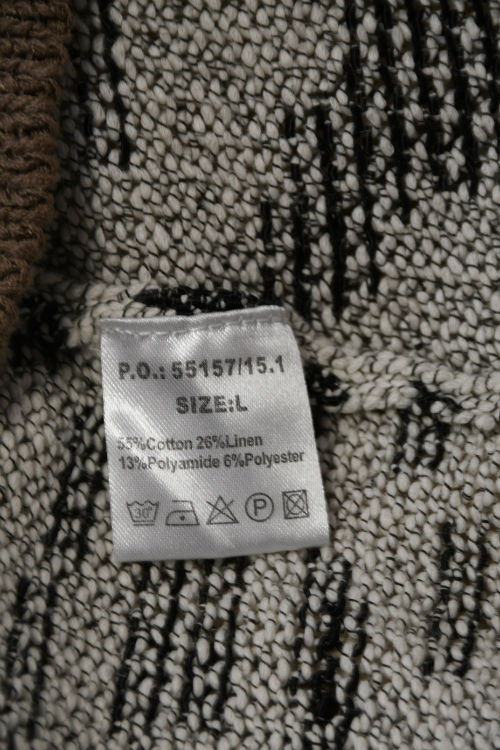 P.O.: 55157/15.1
SIZE:L
55%Cotton 26%Linen
13%Polyamide 6%Polyester
30°
P